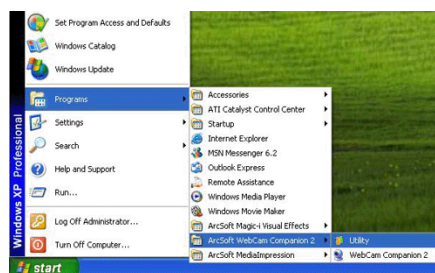 Set Program Access and Defaults
Windows Catalog
Windows Update
Programs
Settings
Search
Help and Support
Run...
Log Off Administrator...
Turn Off Computer...
Windows XP Professional
start
Accessories
ATI Catalyst Control Center
Startup
Internet Explorer
MSN Messenger 6.2
Outlook Express
Remote Assistance
Windows Media Player
Windows Movie Maker
ArcSoft Magic-i Visual Effects
ArcSoft WebCam Companion 2
ArcSoft MediaImpression
Utility
WebCam Companion 2